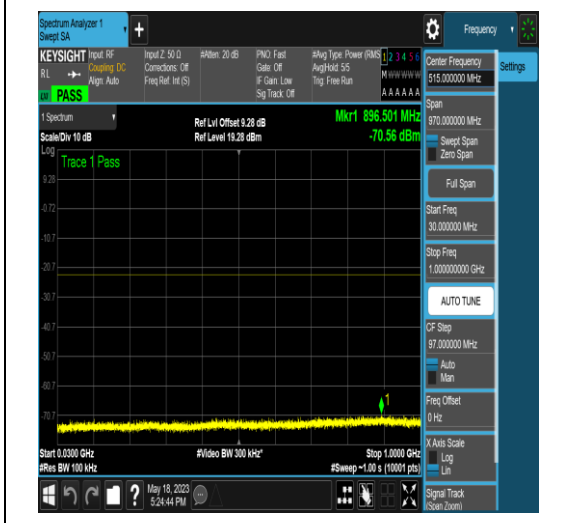 Spectrum Analyzer 1
Swept SA
+
Frequency
KEYSIGHT
RL
PASS
Input: RF
Coupling: DC
Align: Auto
Input Z: 50 Ω
Corrections: Off
Freq Ref: Int (S)
#Atten: 20 dB
PNO: Fast
Gate: Off
IF Gain: Low
Sig Track: Off
#Avg Type: Power (RMS
Avg|Hold: 5/5
Trig: Free Run
1 2 3 4 5 6
M W W W W W
A A A A A A
1 Spectrum
Scale/Div 10 dB
Ref Lvl Offset 9.28 dB
Ref Level 19.28 dBm
Mkr1 896.501 MHz
-70.56 dBm
Log
Trace 1 Pass
9.28
-0.72
-10.7
-20.7
-30.7
-40.7
-50.7
-60.7
-70.7
1
Start 0.0300 GHz
#Res BW 100 kHz
#Video BW 300 kHz*
Stop 1.0000 GHz
#Sweep ~1.00 s (10001 pts)
May 18, 2023
5:24:44 PM
?
Center Frequency
515.000000 MHz
Span
970.000000 MHz
Swept Span
Zero Span
Full Span
Start Freq
30.000000 MHz
Stop Freq
1.000000000 GHz
AUTO TUNE
CF Step
97.000000 MHz
Auto
Man
Freq Offset
0 Hz
X Axis Scale
Log
Lin
Signal Track
(Span Zoom)
Settings